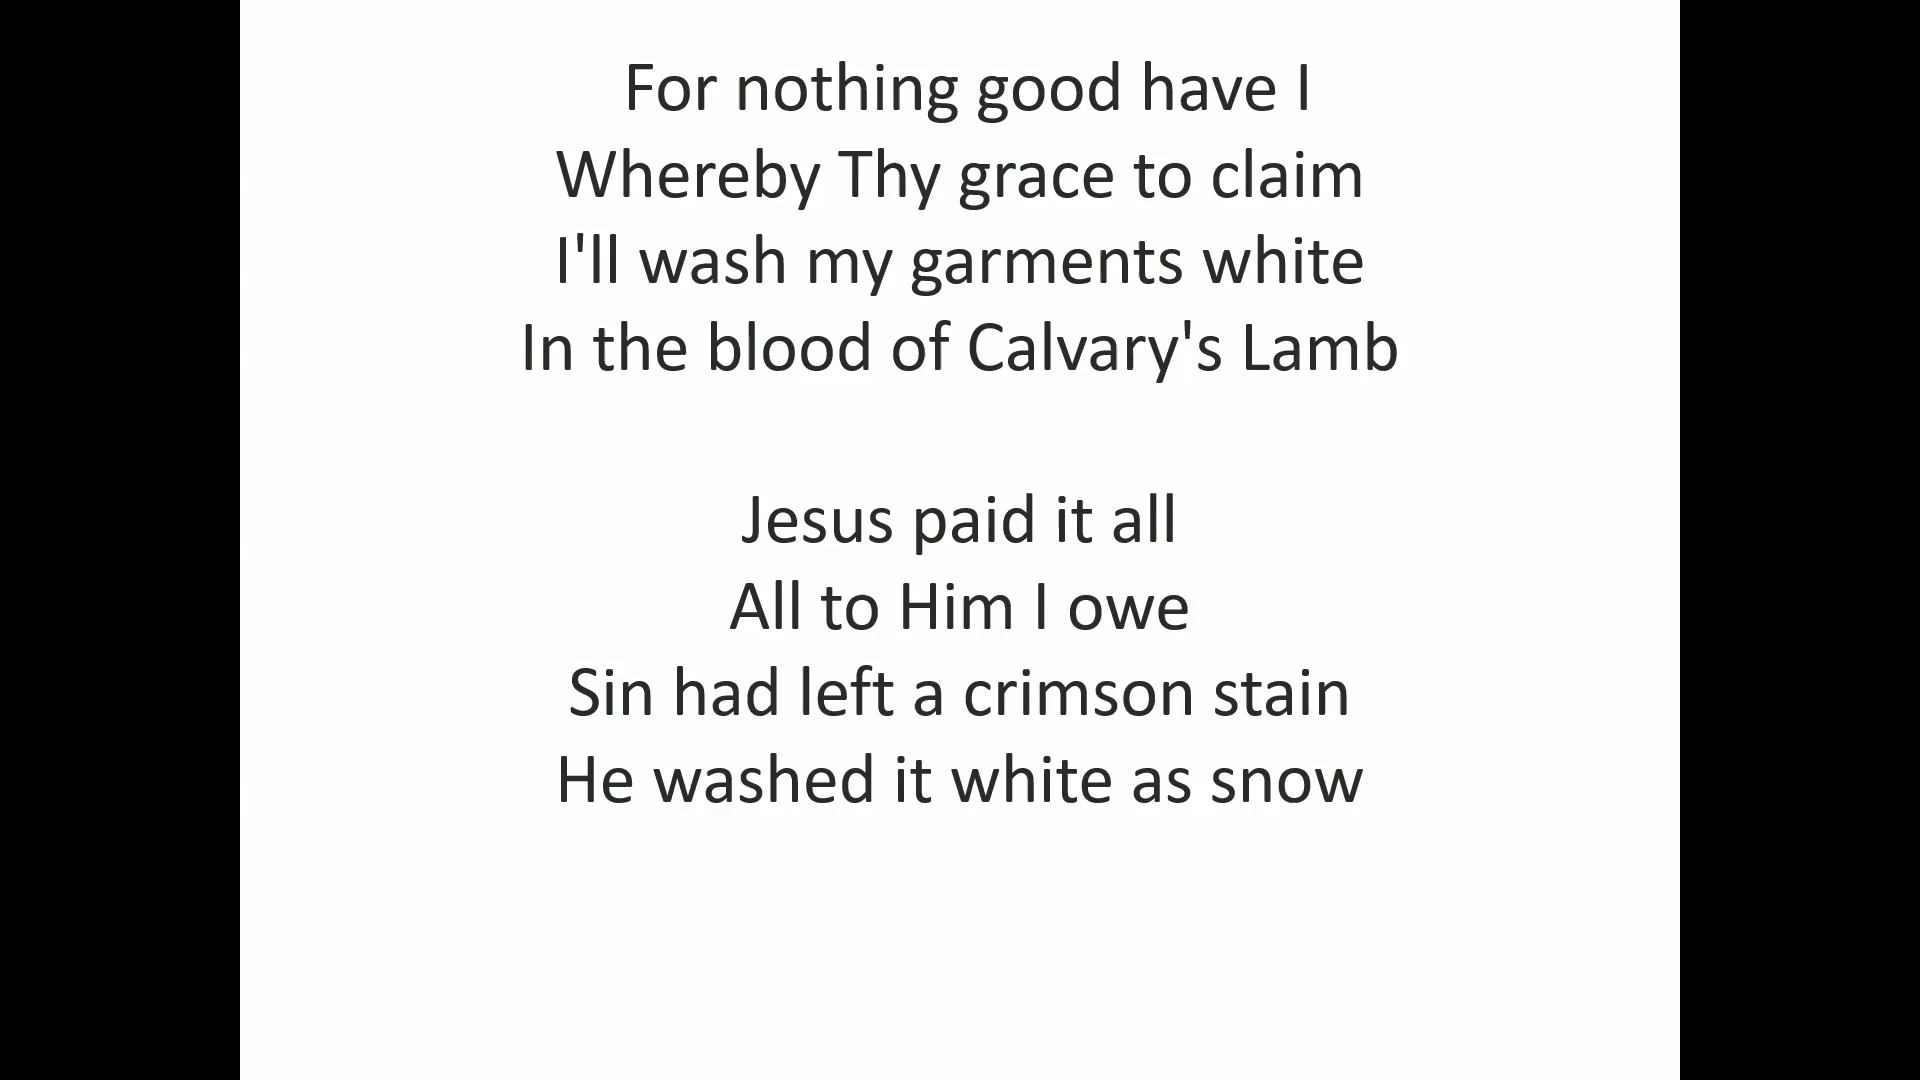 For nothing good have I
Whereby Thy grace to claim
I'll wash my garments white
In the blood of Calvary's Lamb
Jesus paid it all
All to Him I owe
Sin had left a crimson stain
He washed it white as snow